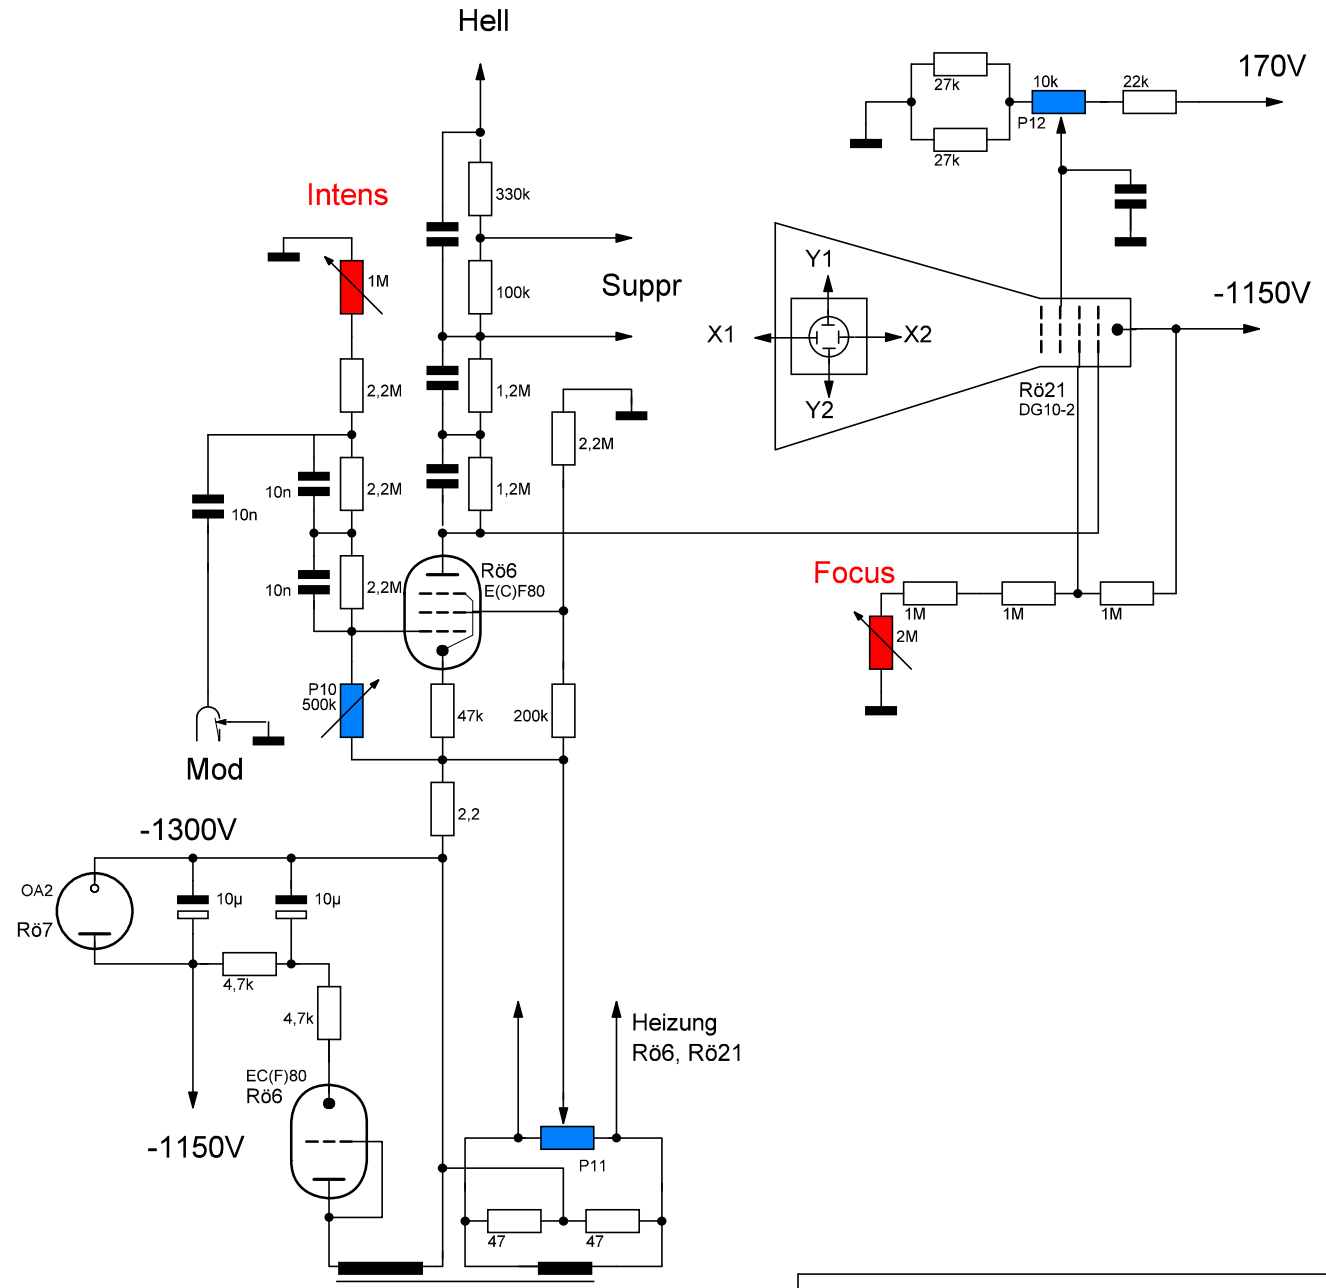 Hell
170V
10k
22k
27k
P12
27k
Intens
330k
1M
100k
Suppr
-1150V
Y1
X1
X2
Y2
Rö21
DG10-2
2,2M
1,2M
2,2M
2,2M
1,2M
10n
10n
Rö6
E(C)F80
2,2M
10n
Focus
1M
1M
1M
2M
P10
500k
47k
200k
Mod
2,2
-1300V
OA2
Rö7
10µ
10µ
4,7k
4,7k
Heizung
Rö6, Rö21
EC(F)80
Rö6
-1150V
P11
47
47